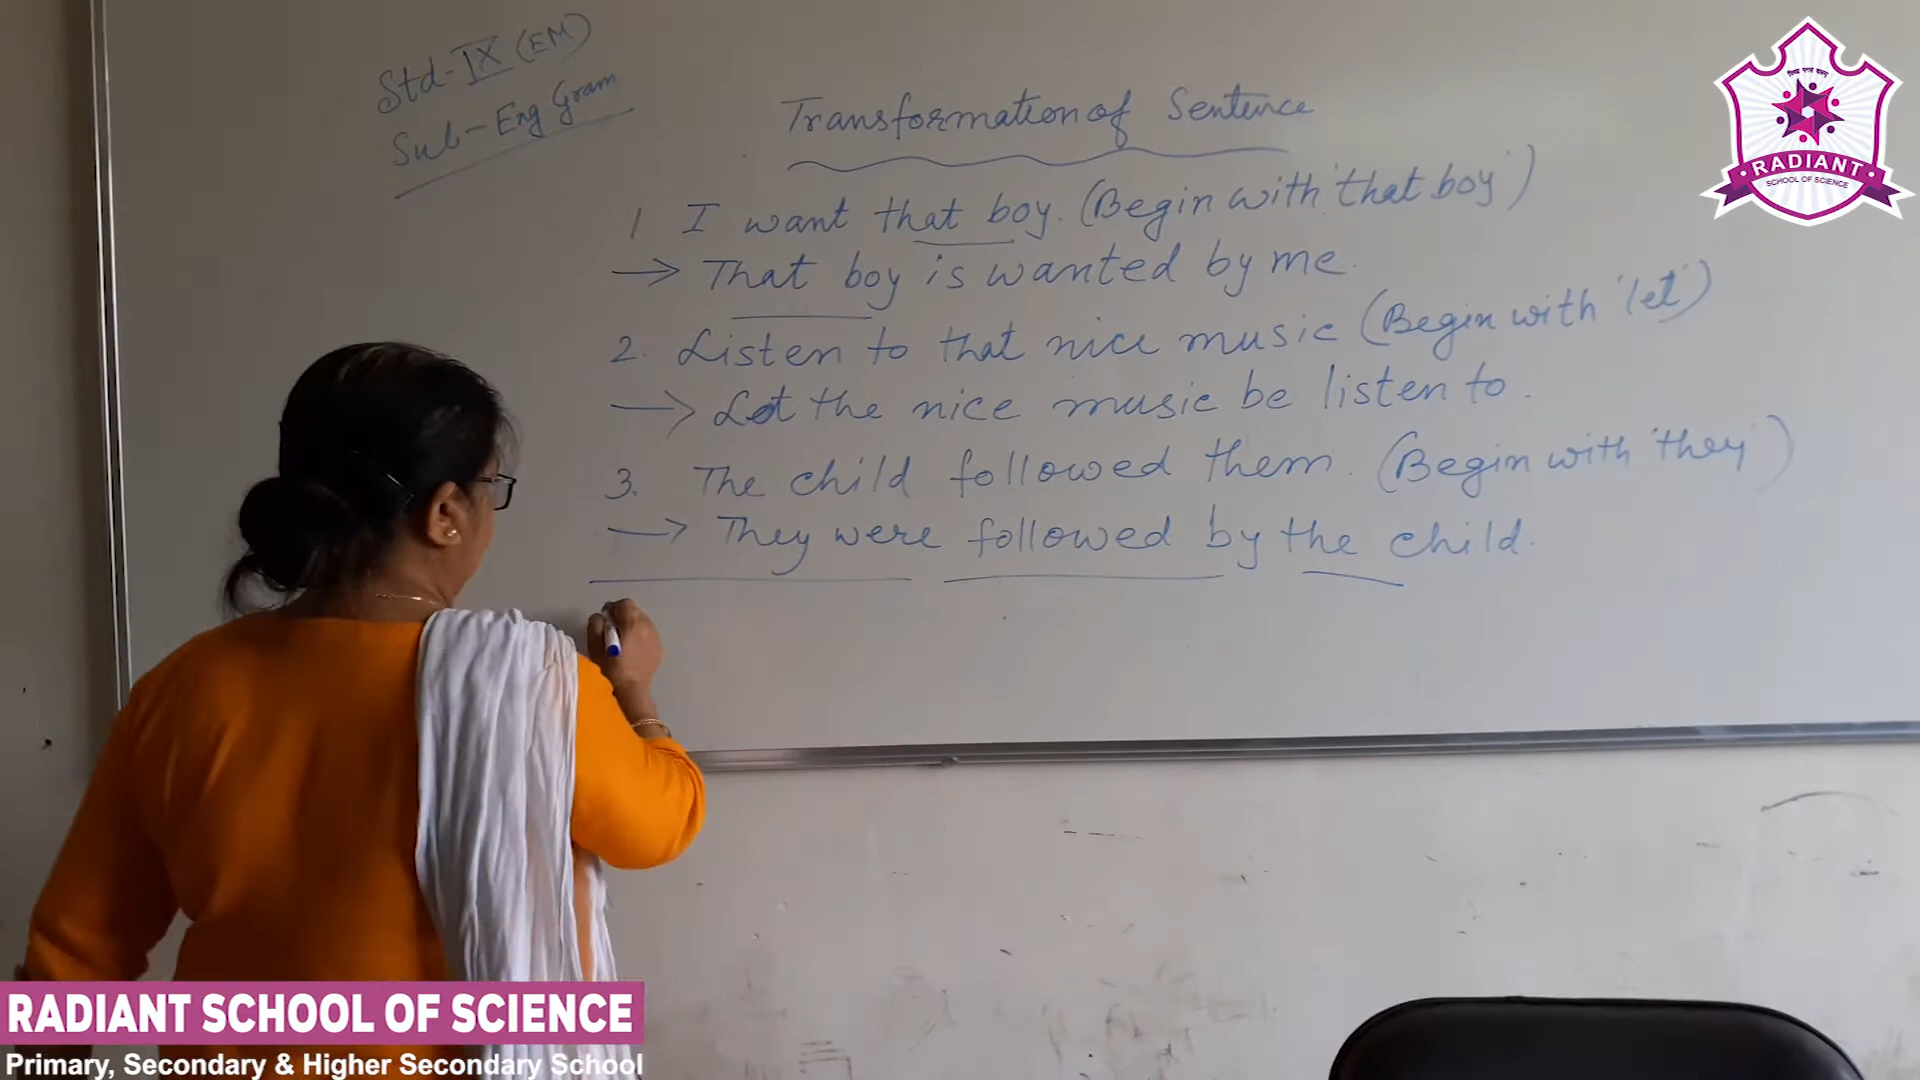 Std-IX (EM)
Sub-Eng Gram
Transformation of Sentence
1 I want that boy. (Begin with 'that boy')
→ That boy is wanted by me.
2. Listen to that nice music (Begin with 'let')
→ Let the nice music be listen to.
3. The child followed them. (Begin with 'they')
→ They were followed by the child.
RADIANT
SCHOOL OF SCIENCE
RADIANT SCHOOL OF SCIENCE
Primary, Secondary & Higher Secondary School